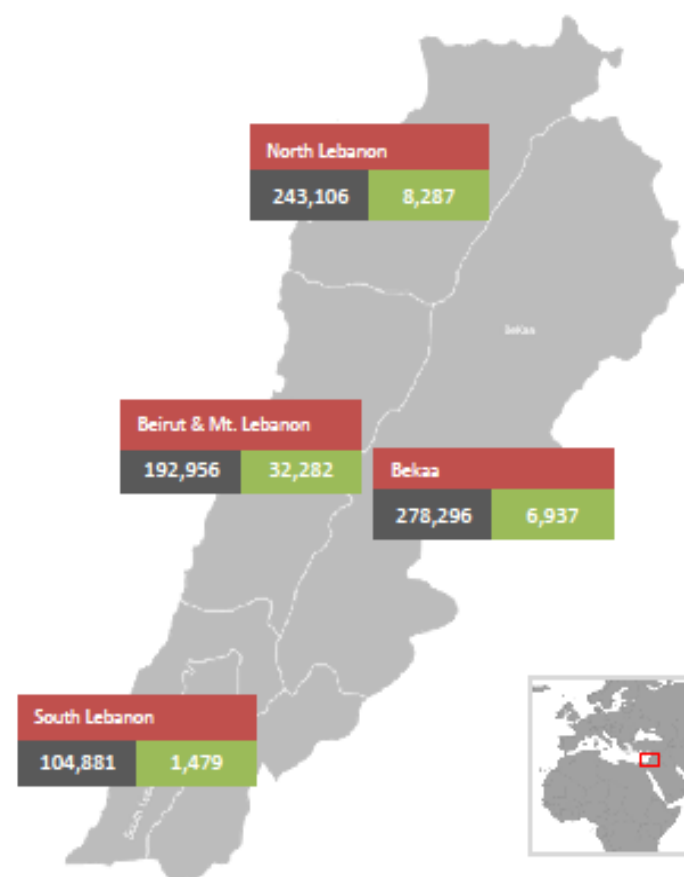 North Lebanon
243,106 8,287
Bekaa
Beirut & Mt. Lebanon
192,956 32,282
Bekaa
278,296 6,937
South Lebanon
104,881 1,479
South